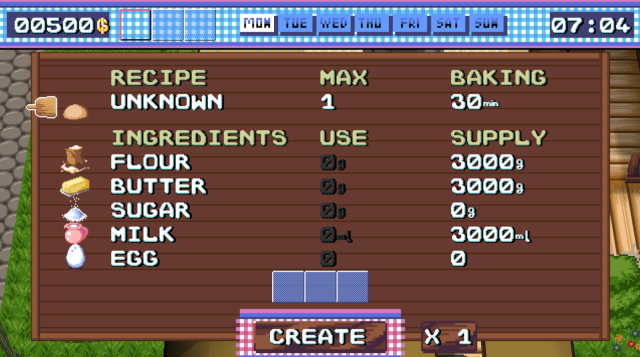 00500$ MON TUE WED THU FRI SAT SUN 07:04
RECIPE MAX BAKING
UNKNOWN 1 30min
INGREDIENTS USE SUPPLY
FLOUR 0g 3000g
BUTTER 0g 3000g
SUGAR 0g 0g
MILK 0ml 3000ml
EGG 0 0
CREATE X 1